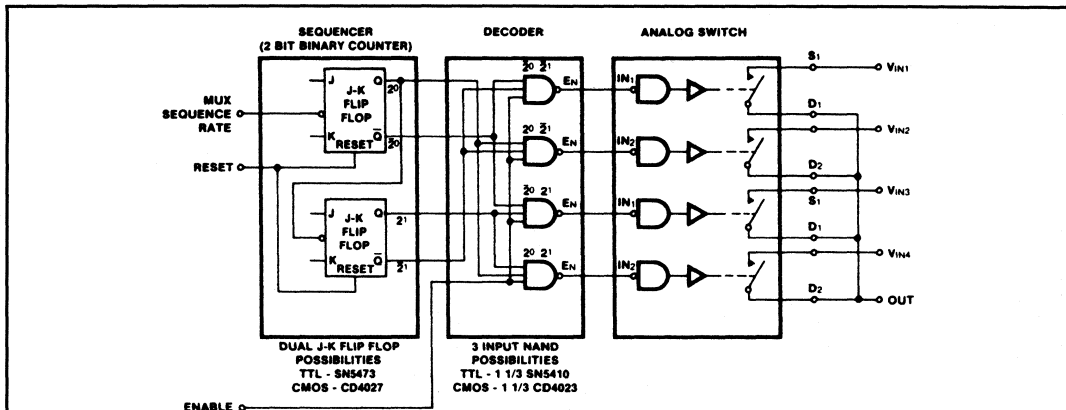 SEQUENCER
(2 BIT BINARY COUNTER)
DECODER
ANALOG SWITCH
MUX
SEQUENCE
RATE
RESET
J Q
J-K
FLIP
FLOP
K Q̅
RESET
2⁰
2̅⁰
J Q
J-K
FLIP
FLOP
K Q̅
RESET
2¹
2̅¹
2̅⁰ 2̅¹
EN
2⁰ 2̅¹
EN
2̅⁰ 2¹
EN
2⁰ 2¹
EN
IN₁
IN₂
IN₁
IN₂
S₁
VIN1
D₁
VIN2
D₂
VIN3
S₁
D₁
VIN4
D₂
OUT
DUAL J-K FLIP FLOP
POSSIBILITIES
TTL - SN5473
CMOS - CD4027
3 INPUT NAND
POSSIBILITIES
TTL - 1 1/3 SN5410
CMOS - 1 1/3 CD4023
ENABLE